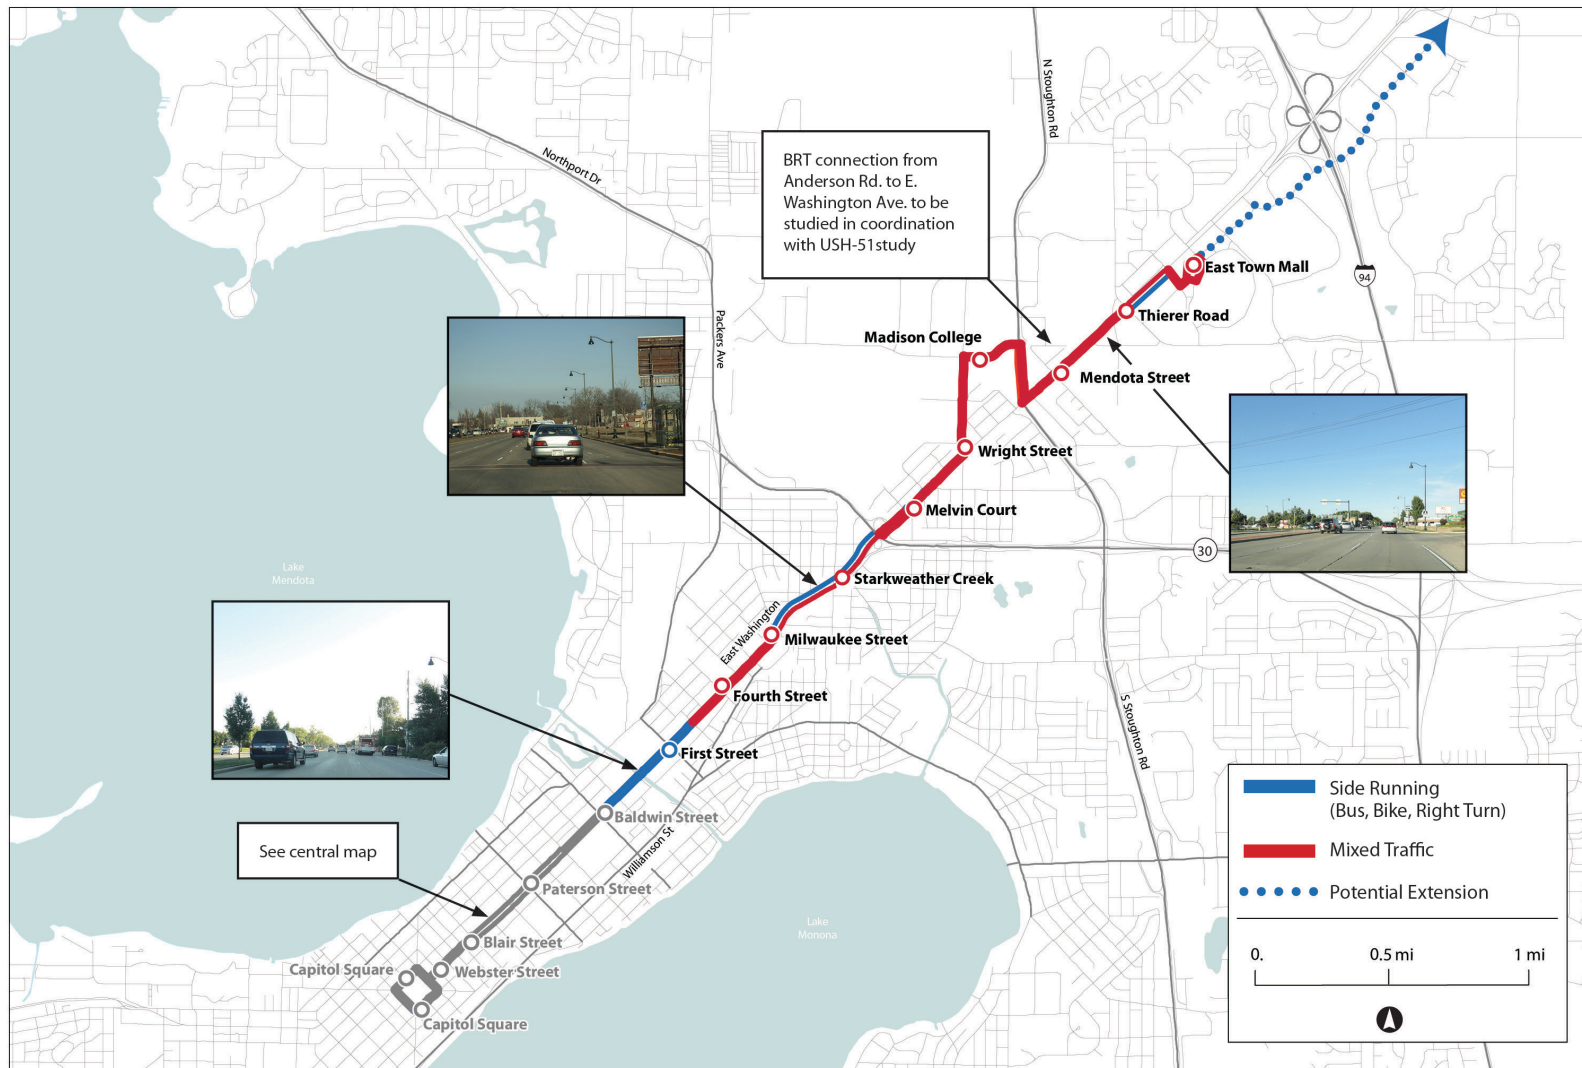 N Stoughton Rd
Northport Dr
BRT connection from
Anderson Rd. to E.
Washington Ave. to be
studied in coordination
with USH-51study
East Town Mall
94
Thierer Road
Packers Ave
Madison College
Mendota Street
Wright Street
Melvin Court
30
Lake
Mendota
Starkweather Creek
East Washington
Milwaukee Street
Fourth Street
S Stoughton Rd
First Street
Baldwin Street
Williamson St
See central map
Paterson Street
Lake
Monona
Blair Street
Capitol Square
Webster Street
Capitol Square
Side Running
(Bus, Bike, Right Turn)
Mixed Traffic
Potential Extension
0.
0.5 mi
1 mi